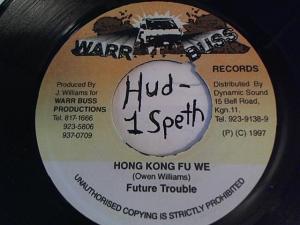 WARR BUSS
RECORDS
Produced By
J. Williams for
WARR BUSS
PRODUCTIONS
Tel. 817-1666
923-5806
937-0709
Hud-
1 Speth
Distributed By
Dynamic Sound
15 Bell Road,
Kgn., 11
Tel. 923-9138-9
(P) (C) 1997
HONG KONG FU WE
(Owen Williams)
Future Trouble
UNAUTHORISED COPYING IS STRICTLY PROHIBITED